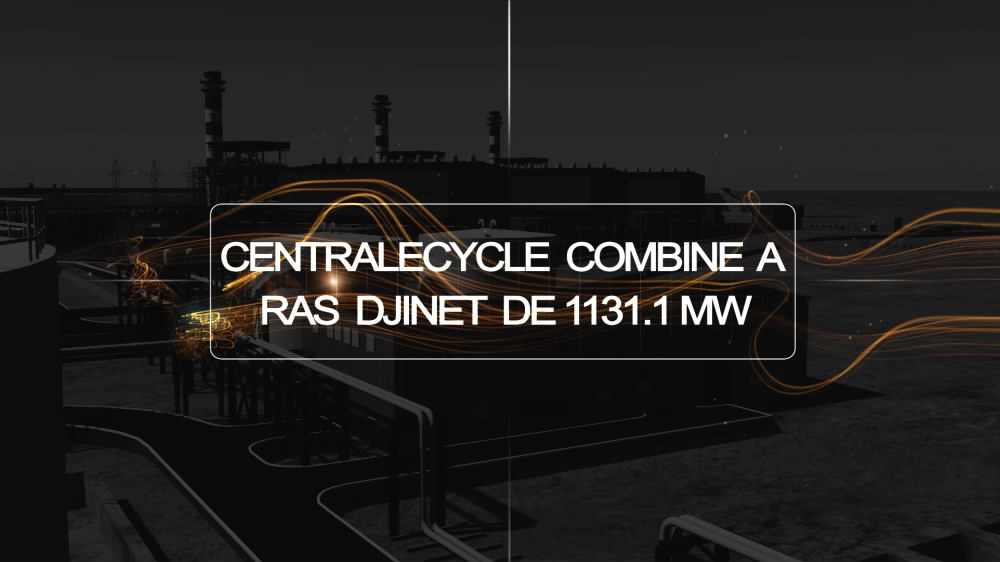 CENTRALECYCLE COMBINE A
RAS DJINET DE 1131.1 MW